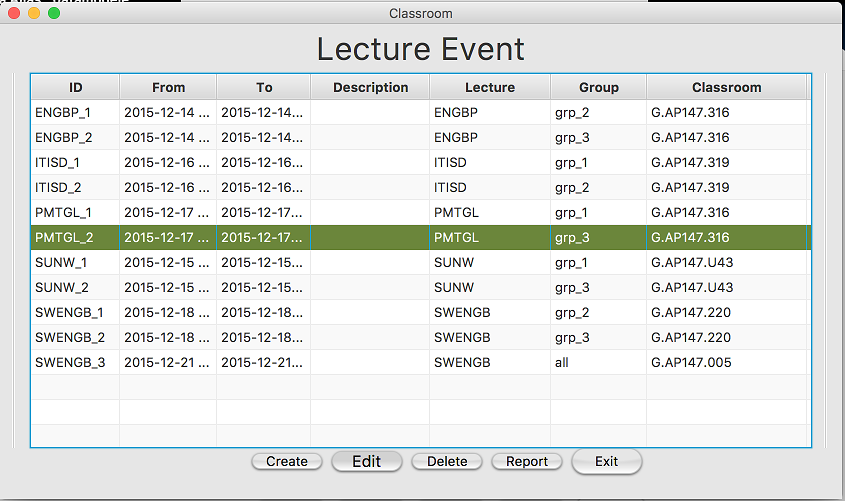 Classroom
Lecture Event
ID From To Description Lecture Group Classroom
ENGBP_1 2015-12-14 ... 2015-12-14... ENGBP grp_2 G.AP147.316
ENGBP_2 2015-12-14 ... 2015-12-14... ENGBP grp_3 G.AP147.316
ITISD_1 2015-12-16 ... 2015-12-16... ITISD grp_1 G.AP147.319
ITISD_2 2015-12-16 ... 2015-12-16... ITISD grp_2 G.AP147.319
PMTGL_1 2015-12-17 ... 2015-12-17... PMTGL grp_1 G.AP147.316
PMTGL_2 2015-12-17 ... 2015-12-17... PMTGL grp_3 G.AP147.316
SUNW_1 2015-12-15 ... 2015-12-15... SUNW grp_1 G.AP147.U43
SUNW_2 2015-12-15 ... 2015-12-15... SUNW grp_3 G.AP147.U43
SWENGB_1 2015-12-18 ... 2015-12-18... SWENGB grp_2 G.AP147.220
SWENGB_2 2015-12-18 ... 2015-12-18... SWENGB grp_3 G.AP147.220
SWENGB_3 2015-12-21 ... 2015-12-21... SWENGB all G.AP147.005
Create Edit Delete Report Exit